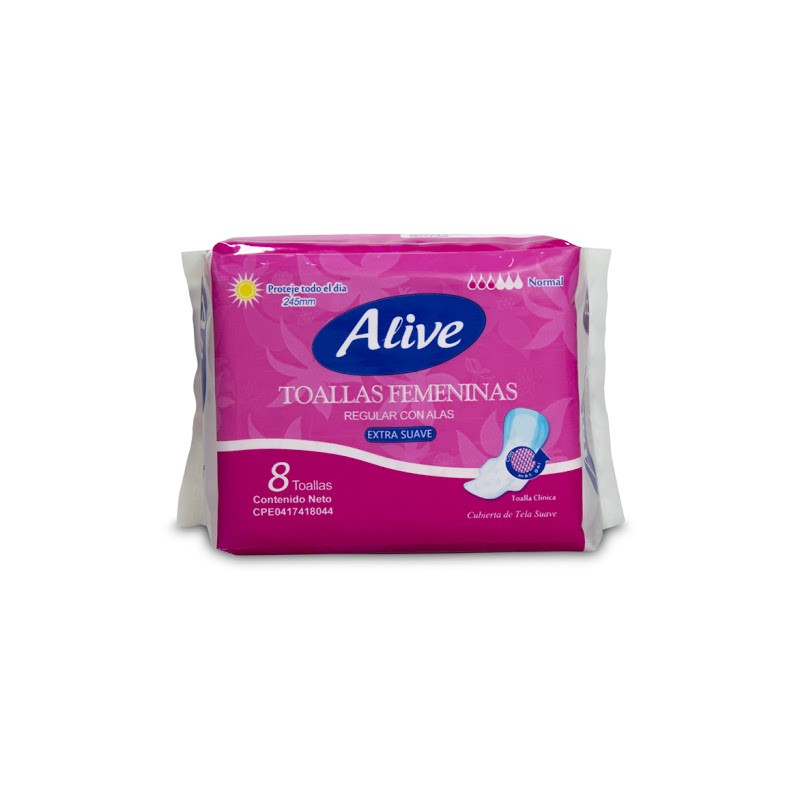 Proteje todo el día
245mm
Normal
Alive
TOALLAS FEMENINAS
REGULAR CON ALAS
EXTRA SUAVE
8 Toallas
Contenido Neto
CPE0417418044
Toalla Clinica
Cubierta de Tela Suave